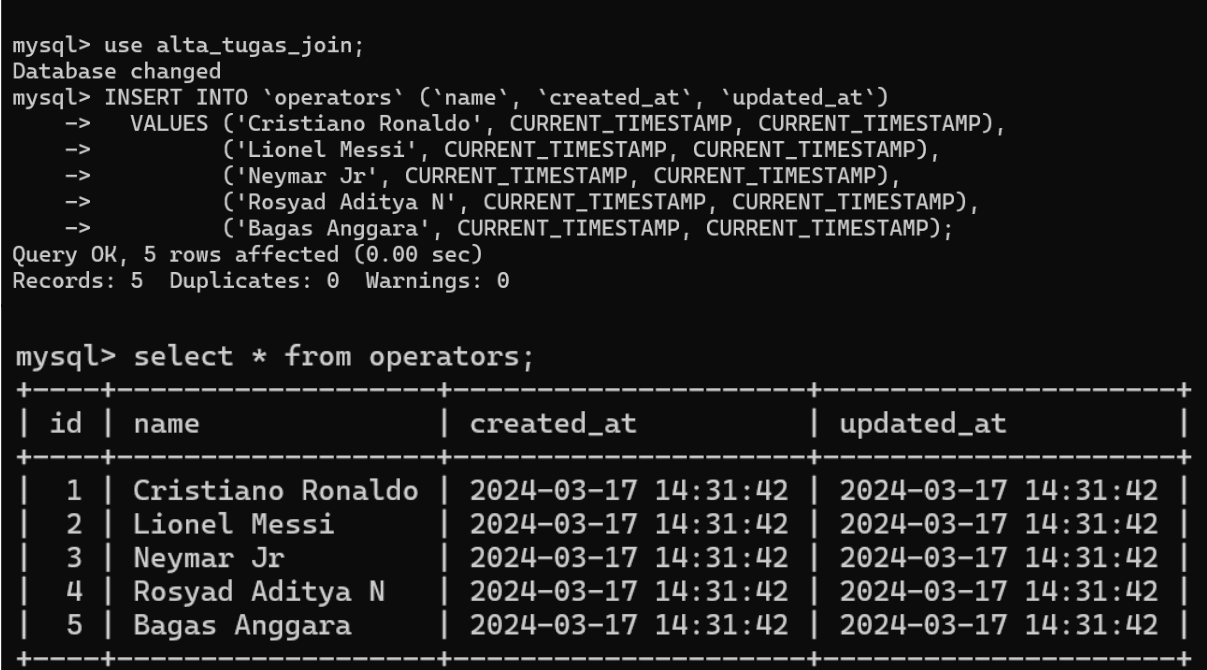 mysql> use alta_tugas_join;
Database changed
mysql> INSERT INTO `operators` (`name`, `created_at`, `updated_at`)
    ->   VALUES ('Cristiano Ronaldo', CURRENT_TIMESTAMP, CURRENT_TIMESTAMP),
    ->          ('Lionel Messi', CURRENT_TIMESTAMP, CURRENT_TIMESTAMP),
    ->          ('Neymar Jr', CURRENT_TIMESTAMP, CURRENT_TIMESTAMP),
    ->          ('Rosyad Aditya N', CURRENT_TIMESTAMP, CURRENT_TIMESTAMP),
    ->          ('Bagas Anggara', CURRENT_TIMESTAMP, CURRENT_TIMESTAMP);
Query OK, 5 rows affected (0.00 sec)
Records: 5  Duplicates: 0  Warnings: 0
mysql> select * from operators;
+----+-------------------+---------------------+---------------------+
| id | name              | created_at          | updated_at          |
+----+-------------------+---------------------+---------------------+
|  1 | Cristiano Ronaldo | 2024-03-17 14:31:42 | 2024-03-17 14:31:42 |
|  2 | Lionel Messi      | 2024-03-17 14:31:42 | 2024-03-17 14:31:42 |
|  3 | Neymar Jr         | 2024-03-17 14:31:42 | 2024-03-17 14:31:42 |
|  4 | Rosyad Aditya N   | 2024-03-17 14:31:42 | 2024-03-17 14:31:42 |
|  5 | Bagas Anggara     | 2024-03-17 14:31:42 | 2024-03-17 14:31:42 |
+----+-------------------+---------------------+---------------------+